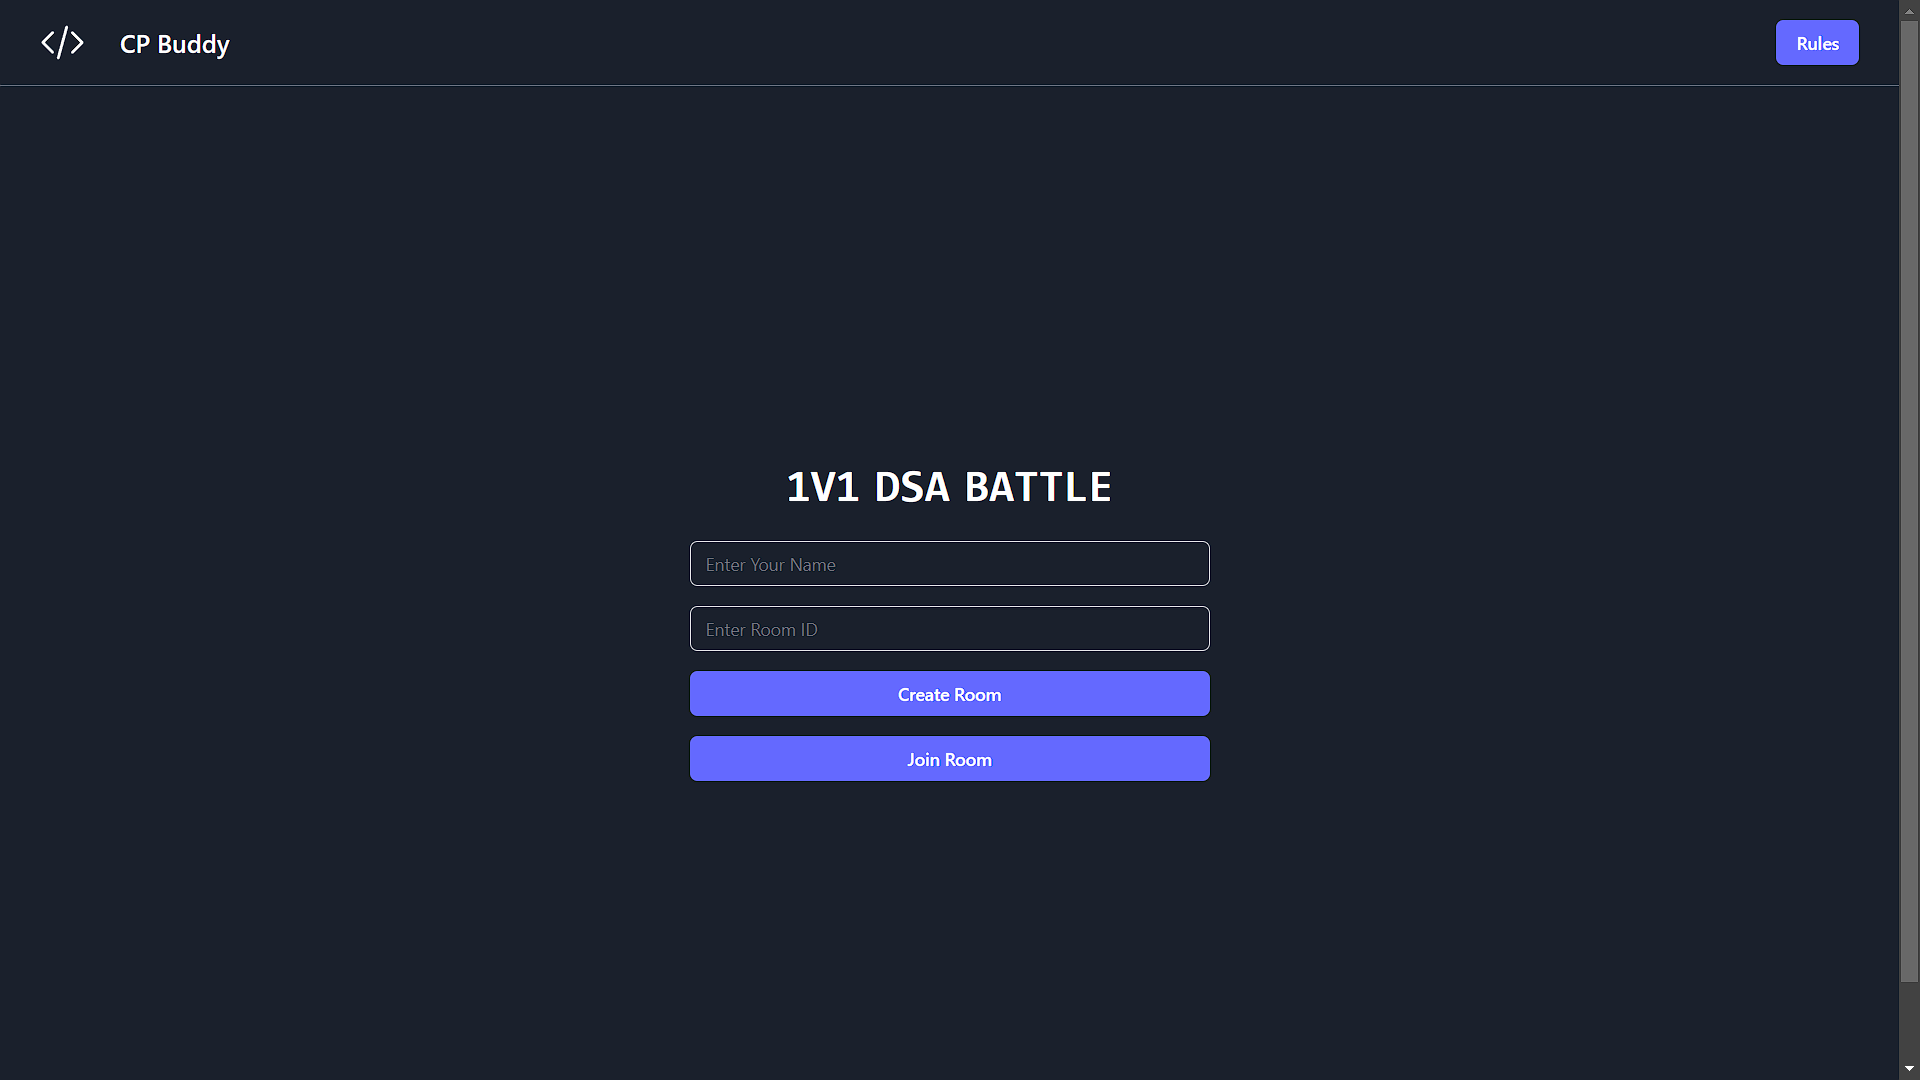 CP Buddy
Rules
1V1 DSA BATTLE
Enter Your Name
Enter Room ID
Create Room
Join Room